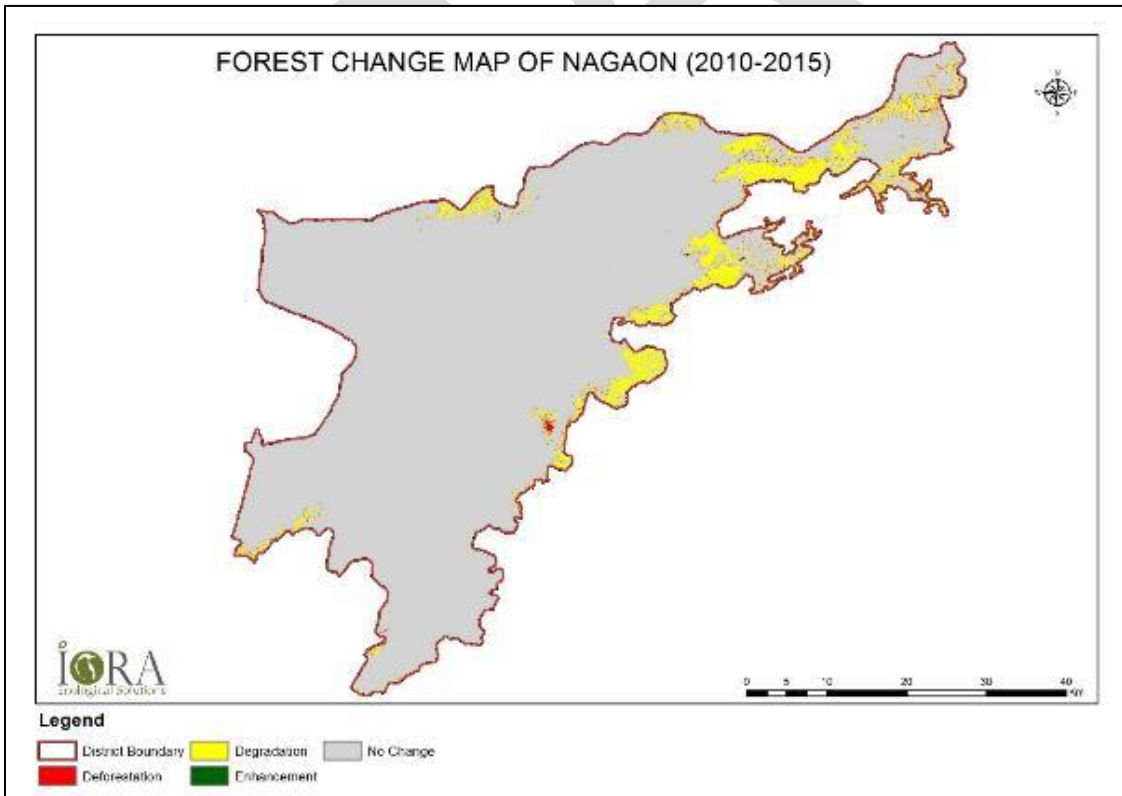 FOREST CHANGE MAP OF NAGAON (2010-2015)
N
S
IORA
Ecological Solutions
0 5 10 20 30 40
Km
Legend
District Boundary Degradation No Change
Deforestation Enhancement